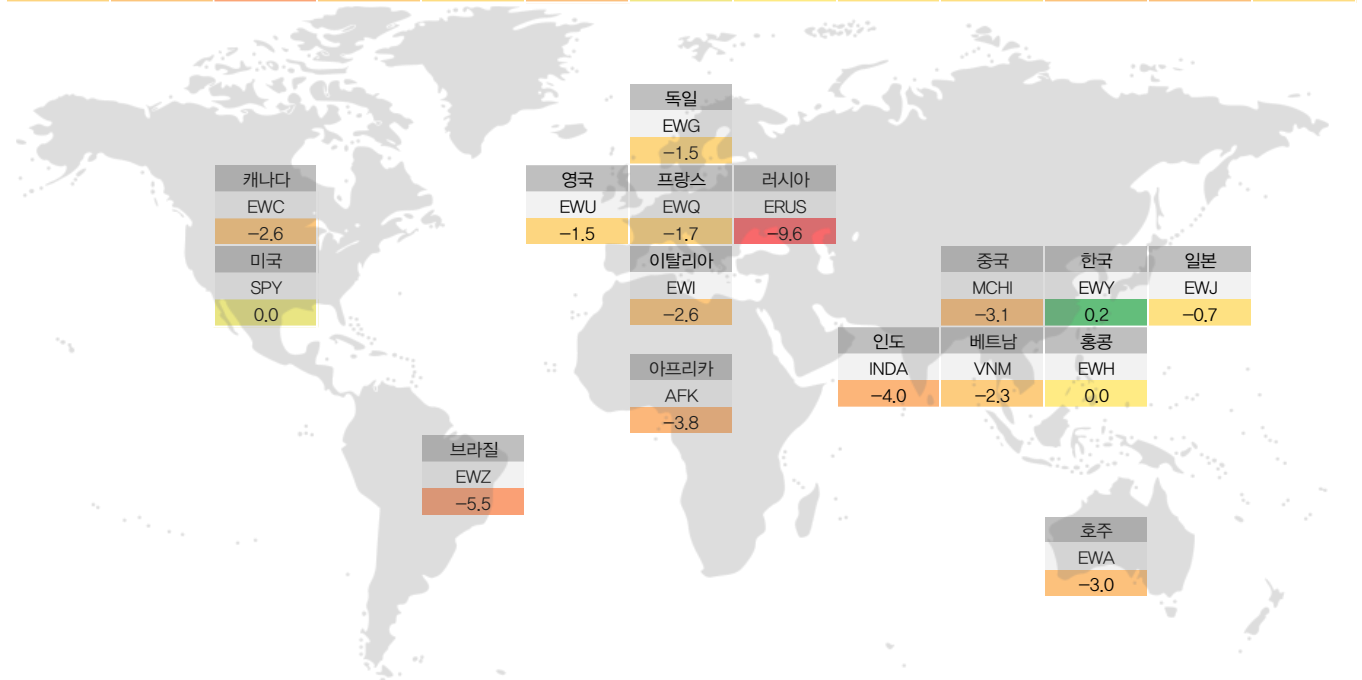 독일
EWG
−1.5
캐나다
EWC
−2.6
영국
EWU
−1.5
프랑스
EWQ
−1.7
러시아
ERUS
−9.6
미국
SPY
0.0
이탈리아
EWI
−2.6
중국
MCHI
−3.1
한국
EWY
0.2
일본
EWJ
−0.7
인도
INDA
−4.0
베트남
VNM
−2.3
홍콩
EWH
0.0
아프리카
AFK
−3.8
브라질
EWZ
−5.5
호주
EWA
−3.0